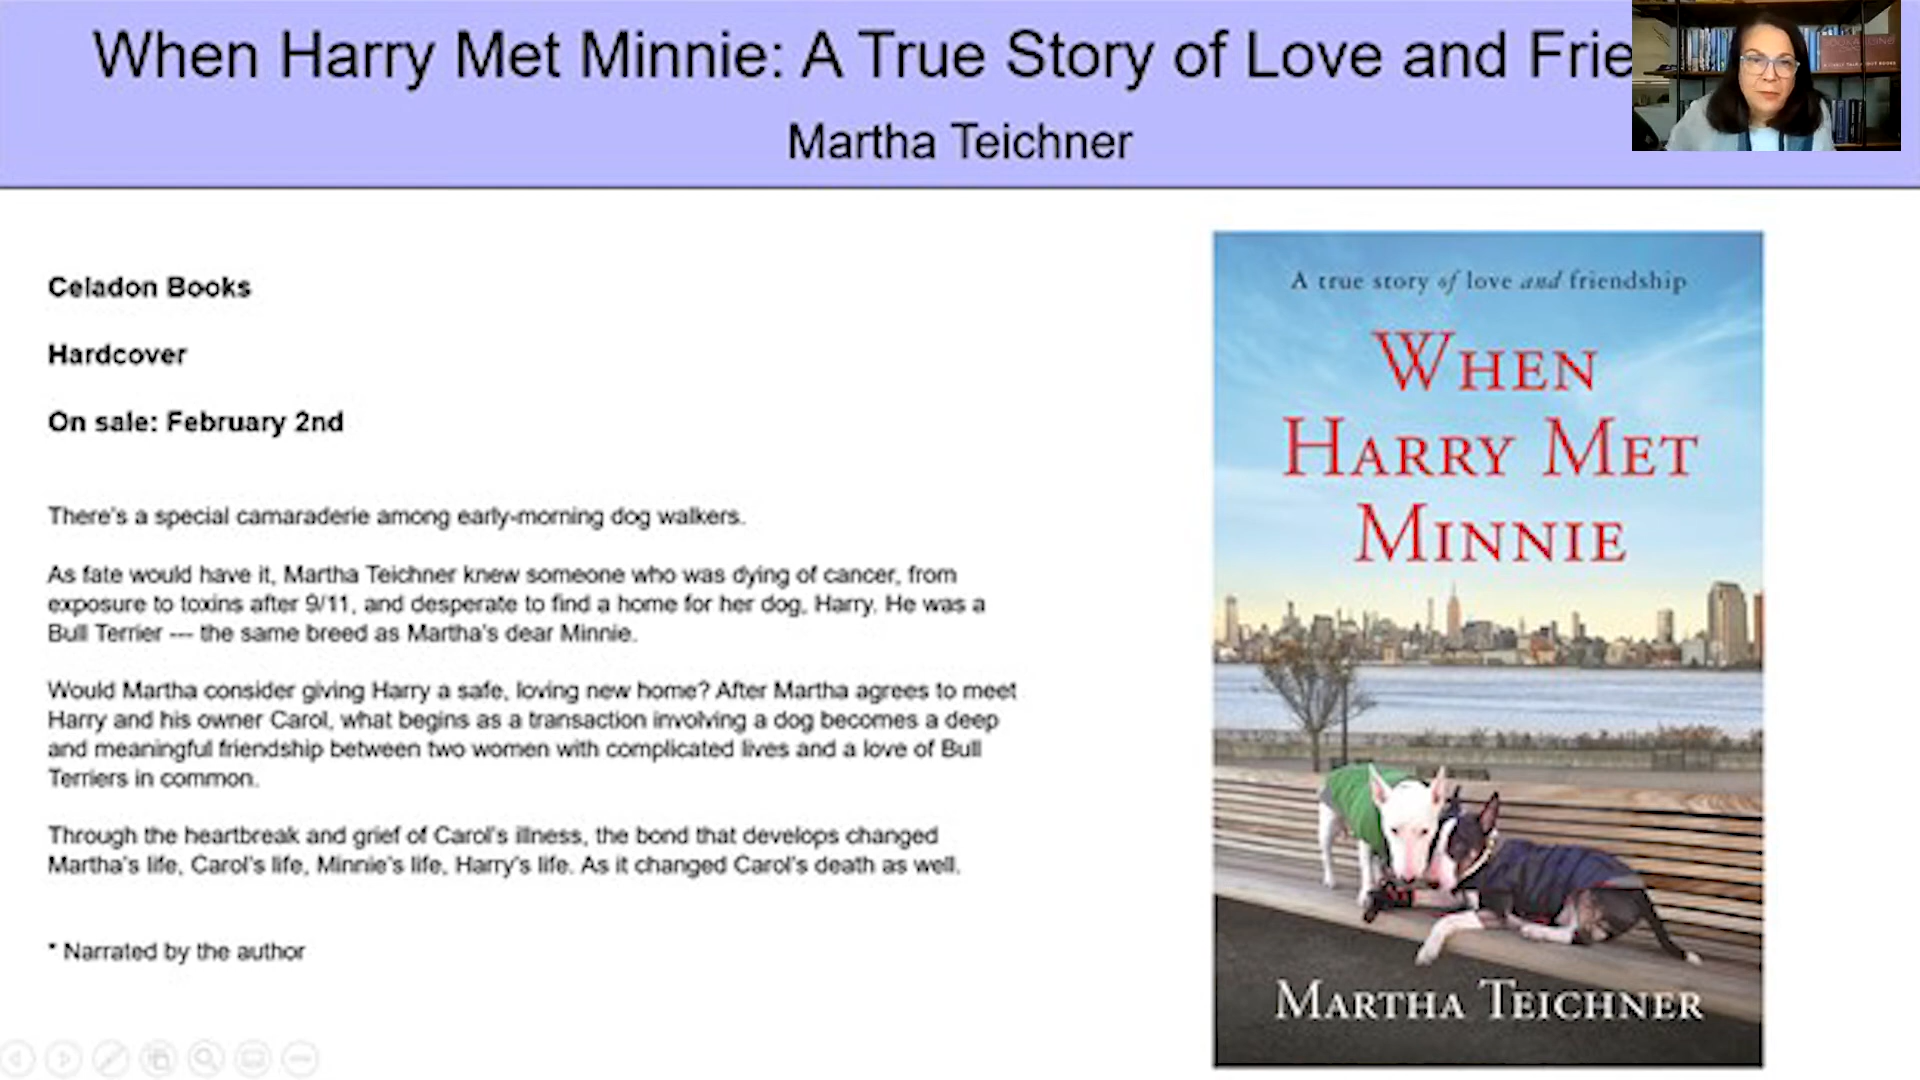 When Harry Met Minnie: A True Story of Love and Frie
Martha Teichner
Celadon Books
Hardcover
On sale: February 2nd
There's a special camaraderie among early-morning dog walkers.
As fate would have it, Martha Teichner knew someone who was dying of cancer, from
exposure to toxins after 9/11, and desperate to find a home for her dog, Harry. He was a
Bull Terrier --- the same breed as Martha's dear Minnie.
Would Martha consider giving Harry a safe, loving new home? After Martha agrees to meet
Harry and his owner Carol, what begins as a transaction involving a dog becomes a deep
and meaningful friendship between two women with complicated lives and a love of Bull
Terriers in common.
Through the heartbreak and grief of Carol's illness, the bond that develops changed
Martha's life, Carol's life, Minnie's life, Harry's life. As it changed Carol's death as well.
* Narrated by the author
A true story of love and friendship
WHEN
HARRY MET
MINNIE
MARTHA TEICHNER